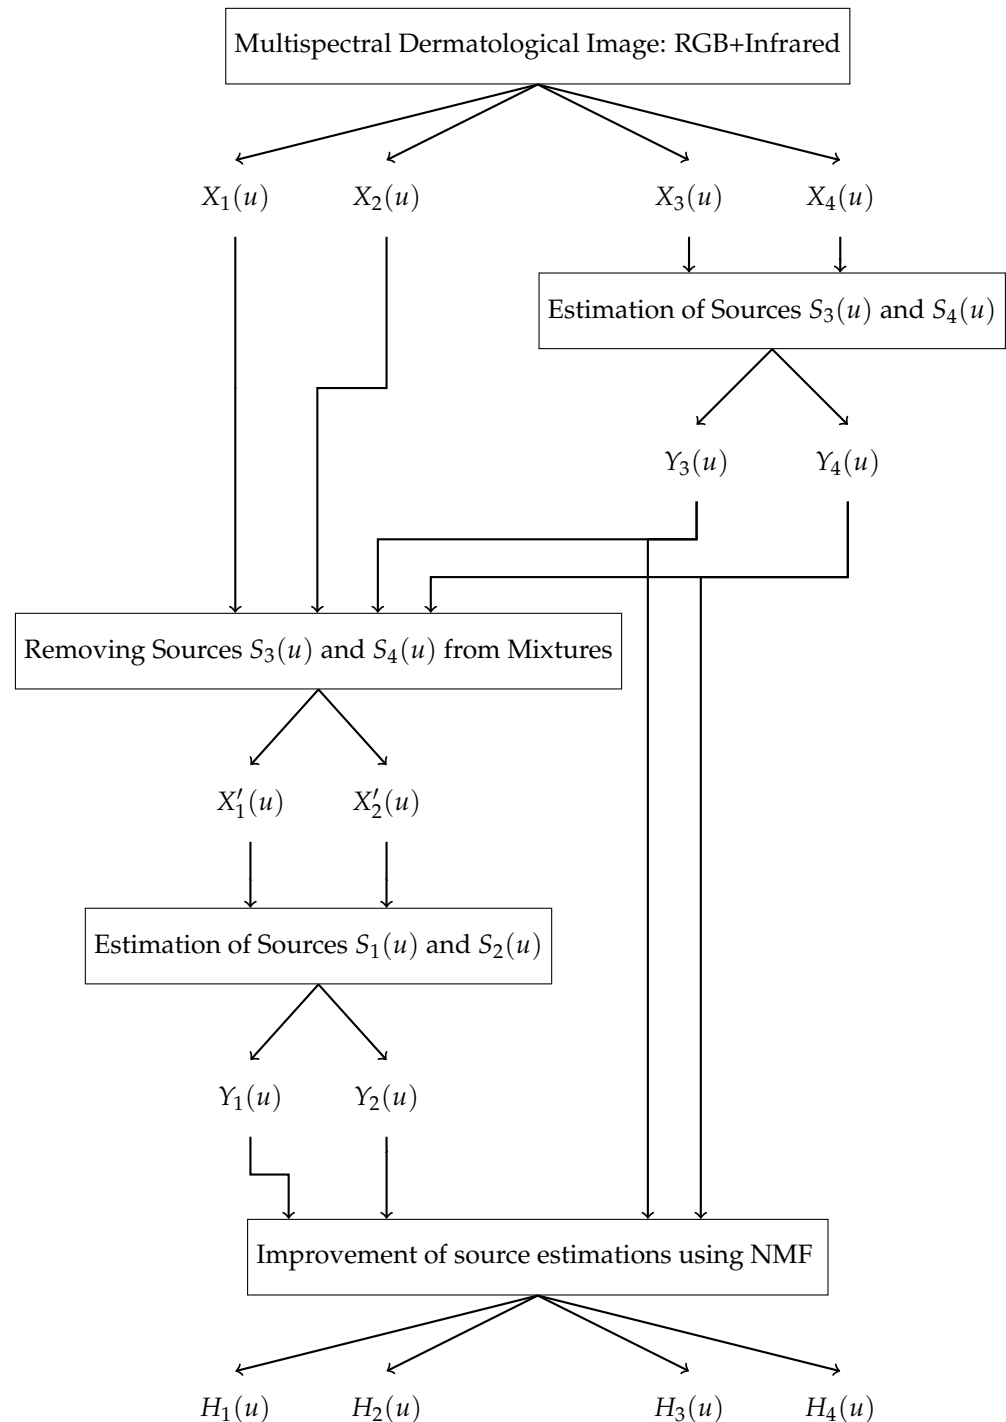 Multispectral Dermatological Image: RGB+Infrared
X₁(u) X₂(u) X₃(u) X₄(u)
Estimation of Sources S₃(u) and S₄(u)
Y₃(u) Y₄(u)
Removing Sources S₃(u) and S₄(u) from Mixtures
X′₁(u) X′₂(u)
Estimation of Sources S₁(u) and S₂(u)
Y₁(u) Y₂(u)
Improvement of source estimations using NMF
H₁(u) H₂(u) H₃(u) H₄(u)